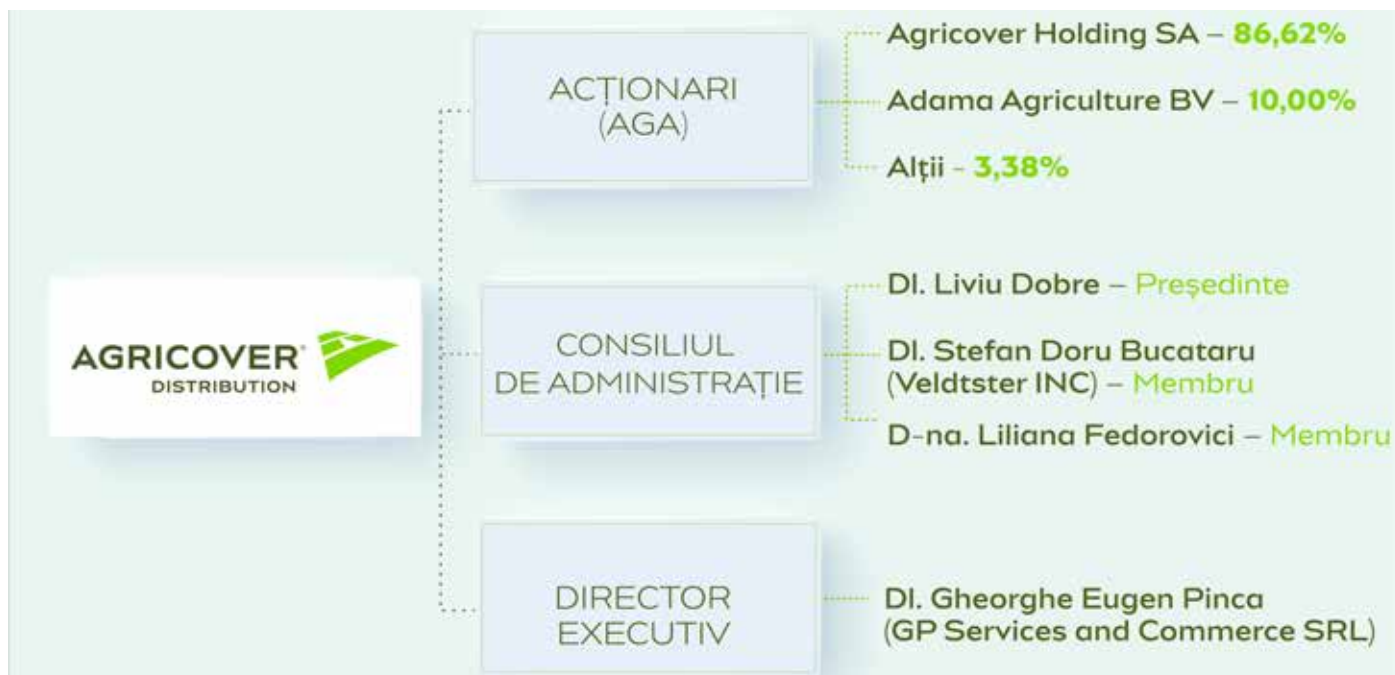 AGRICOVER®
DISTRIBUTION
ACȚIONARI
(AGA)
Agricover Holding SA – 86,62%
Adama Agriculture BV – 10,00%
Alții - 3,38%
CONSILIUL
DE ADMINISTRAȚIE
Dl. Liviu Dobre – Președinte
Dl. Stefan Doru Bucataru
(Veldtster INC) – Membru
D-na. Liliana Fedorovici – Membru
DIRECTOR
EXECUTIV
Dl. Gheorghe Eugen Pinca
(GP Services and Commerce SRL)